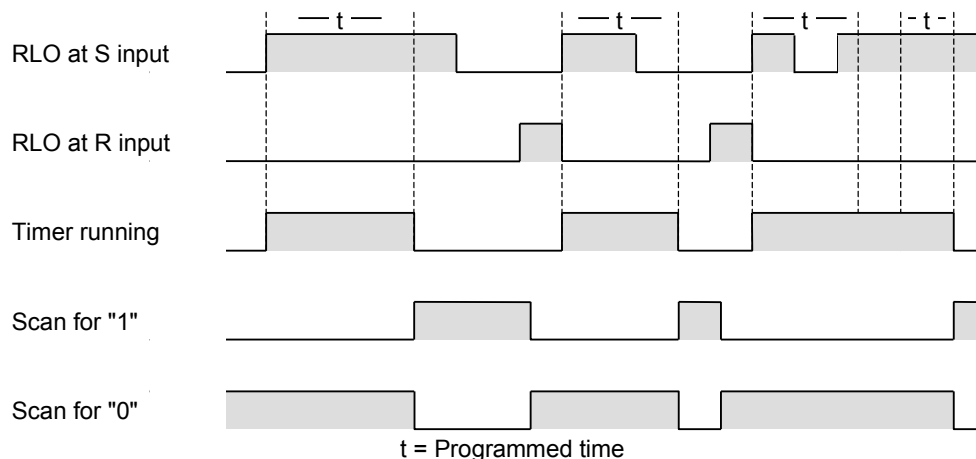 t t t t
RLO at S input
RLO at R input
Timer running
Scan for "1"
Scan for "0"
t = Programmed time